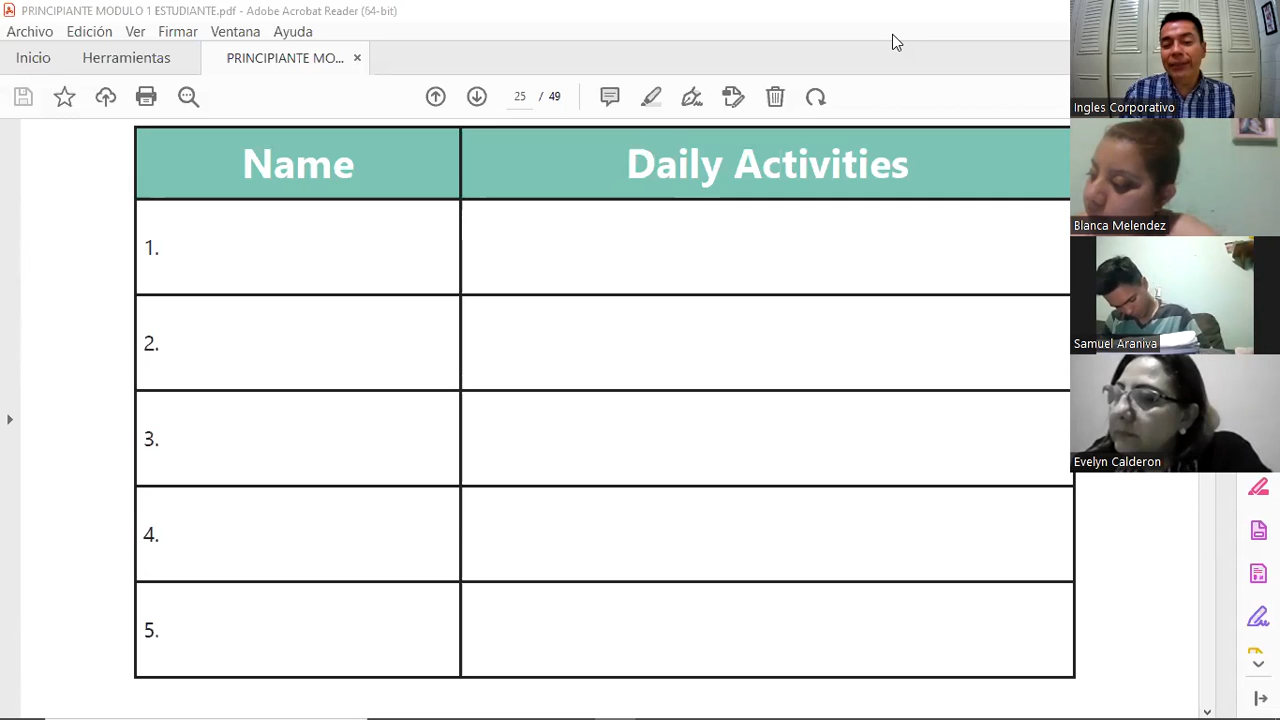 PRINCIPIANTE MODULO 1 ESTUDIANTE.pdf - Adobe Acrobat Reader (64-bit)
Archivo Edición Ver Firmar Ventana Ayuda
Inicio Herramientas PRINCIPIANTE MO... ×
25 / 49
Name Daily Activities
1.
2.
3.
4.
5.
Ingles Corporativo
Blanca Melendez
Samuel Araniva
Evelyn Calderon